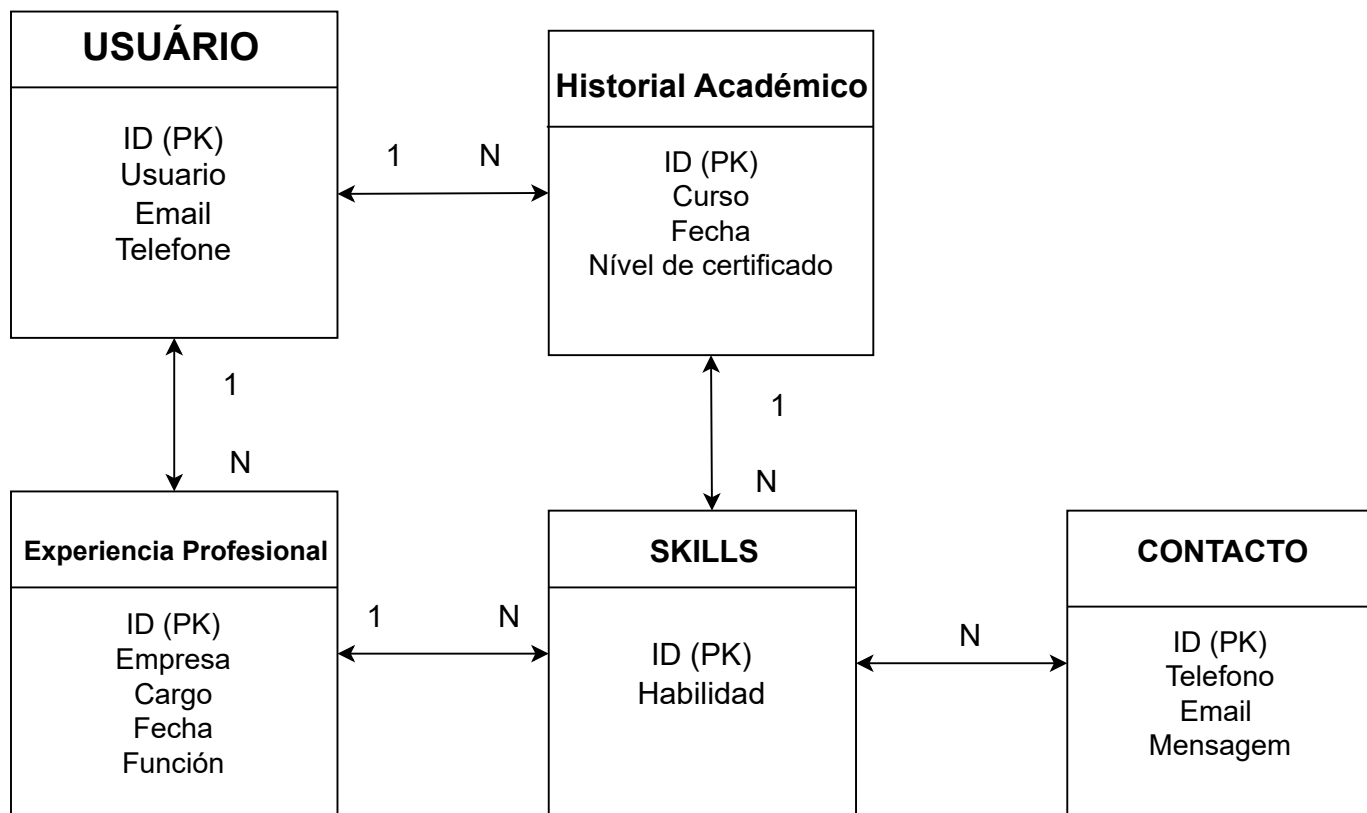 USUÁRIO
ID (PK)
Usuario
Email
Telefone
1 N
Historial Académico
ID (PK)
Curso
Fecha
Nível de certificado
1
N
1
N
Experiencia Profesional
ID (PK)
Empresa
Cargo
Fecha
Función
1 N
SKILLS
ID (PK)
Habilidad
N
CONTACTO
ID (PK)
Telefono
Email
Mensagem